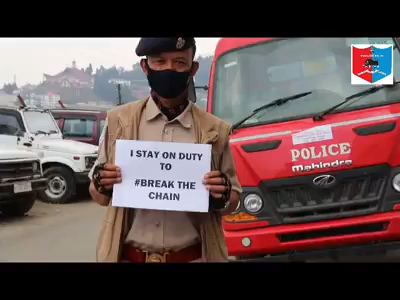 I STAY ON DUTY
TO
#BREAK THE
CHAIN
POLICE
Mahindra